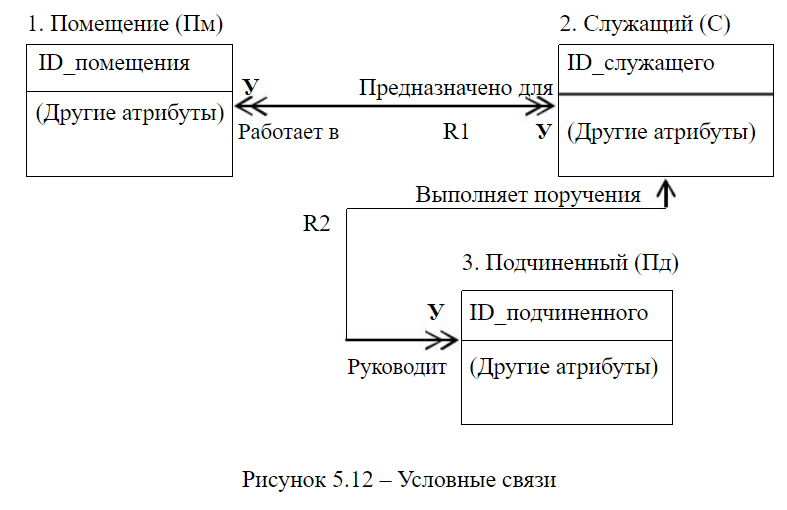 1. Помещение (Пм)
2. Служащий (С)
ID_помещения
ID_служащего
У
Предназначено для
(Другие атрибуты)
Работает в
R1
У
(Другие атрибуты)
Выполняет поручения
R2
3. Подчиненный (Пд)
У
ID_подчиненного
Руководит
(Другие атрибуты)
Рисунок 5.12 – Условные связи